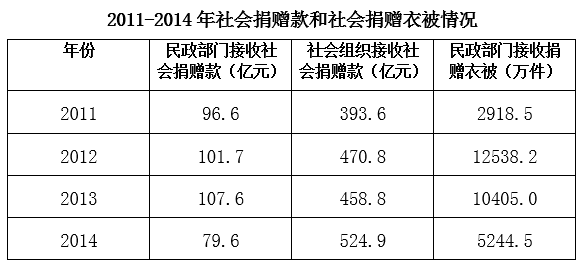 2011-2014 年社会捐赠款和社会捐赠衣被情况
年份 民政部门接收社 社会组织接收社 民政部门接收捐
会捐赠款（亿元） 会捐赠款（亿元） 赠衣被（万件）
2011 96.6 393.6 2918.5
2012 101.7 470.8 12538.2
2013 107.6 458.8 10405.0
2014 79.6 524.9 5244.5